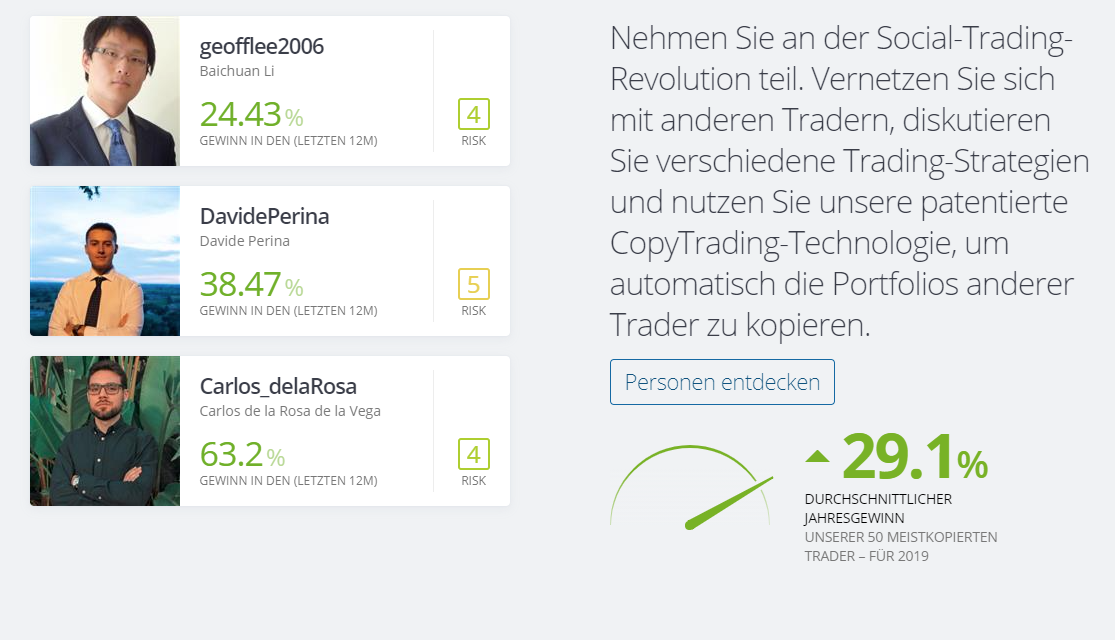 geofflee2006
Baichuan Li
24.43%
GEWINN IN DEN (LETZTEN 12M)
4
RISK
DavidePerina
Davide Perina
38.47%
GEWINN IN DEN (LETZTEN 12M)
5
RISK
Carlos_delaRosa
Carlos de la Rosa de la Vega
63.2%
GEWINN IN DEN (LETZTEN 12M)
4
RISK
Nehmen Sie an der Social-Trading-
Revolution teil. Vernetzen Sie sich
mit anderen Tradern, diskutieren
Sie verschiedene Trading-Strategien
und nutzen Sie unsere patentierte
CopyTrading-Technologie, um
automatisch die Portfolios anderer
Trader zu kopieren.
Personen entdecken
29.1%
DURCHSCHNITTLICHER
JAHRESGEWINN
UNSERER 50 MEISTKOPIERTEN
TRADER – FÜR 2019